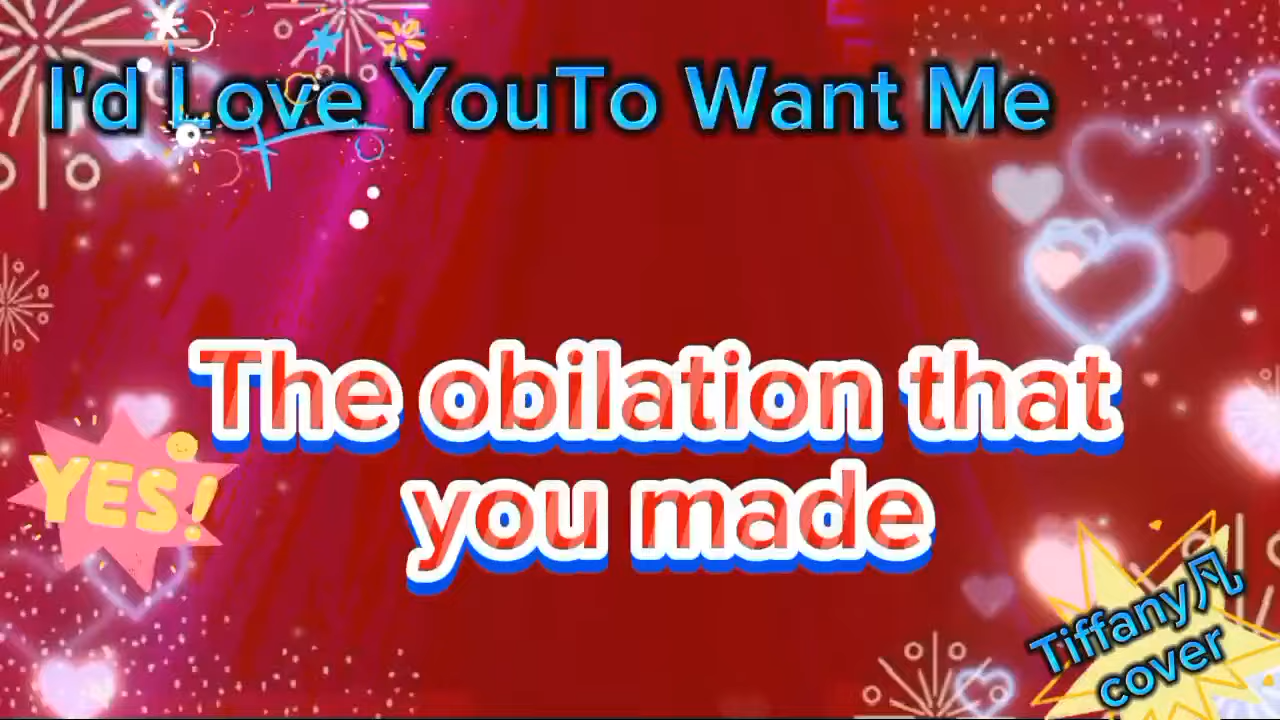 I'd Love YouTo Want Me
The obilation that
you made
YES!
Tiffany凡
cover